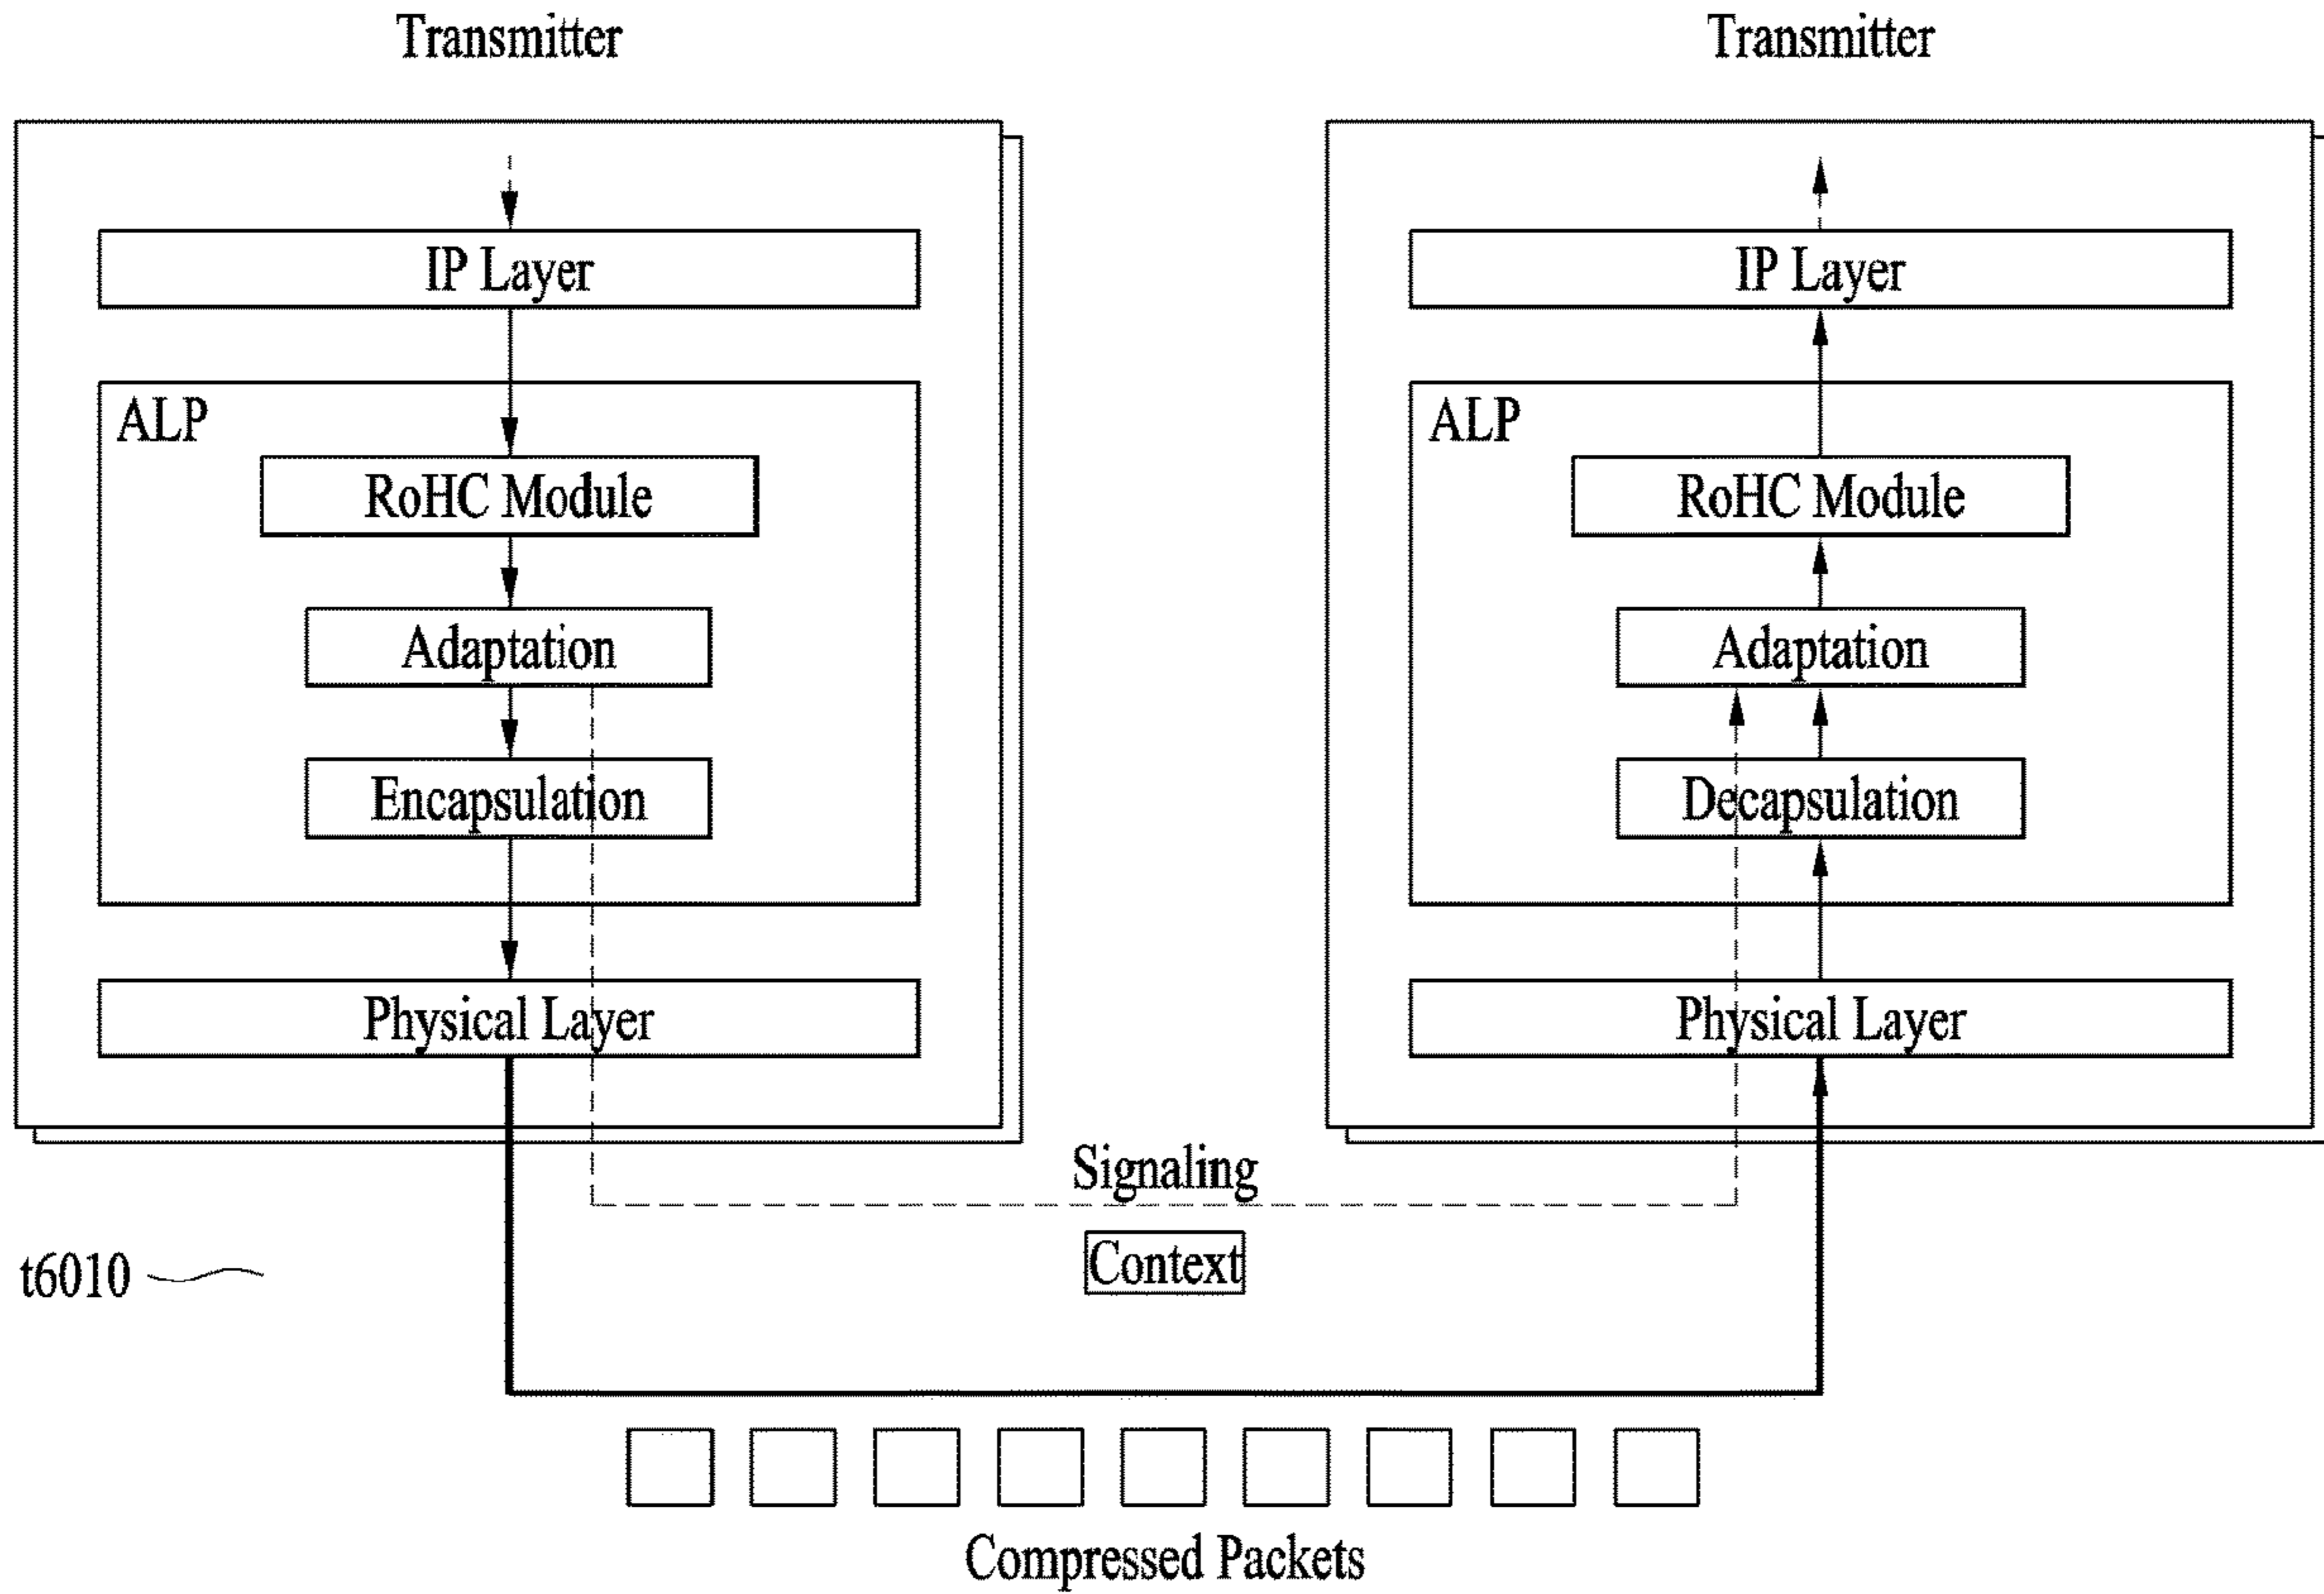 Transmitter
IP Layer
ALP
RoHC Module
Adaptation
Encapsulation
Physical Layer
Transmitter
IP Layer
ALP
RoHC Module
Adaptation
Decapsulation
Physical Layer
Signaling
Context
t6010
Compressed Packets